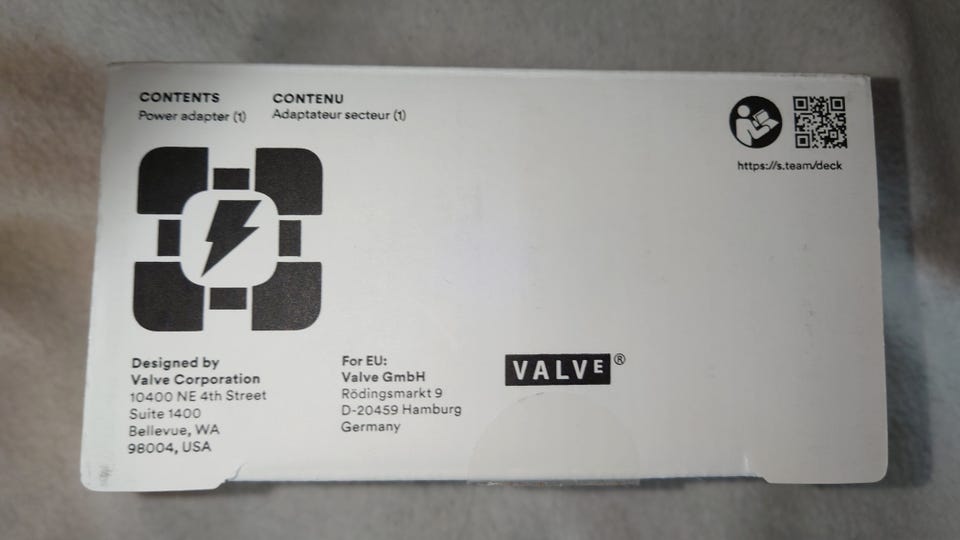 CONTENTS
Power adapter (1)
CONTENU
Adaptateur secteur (1)
https://s.team/deck
Designed by
Valve Corporation
10400 NE 4th Street
Suite 1400
Bellevue, WA
98004, USA
For EU:
Valve GmbH
Rödingsmarkt 9
D-20459 Hamburg
Germany
VALVE®